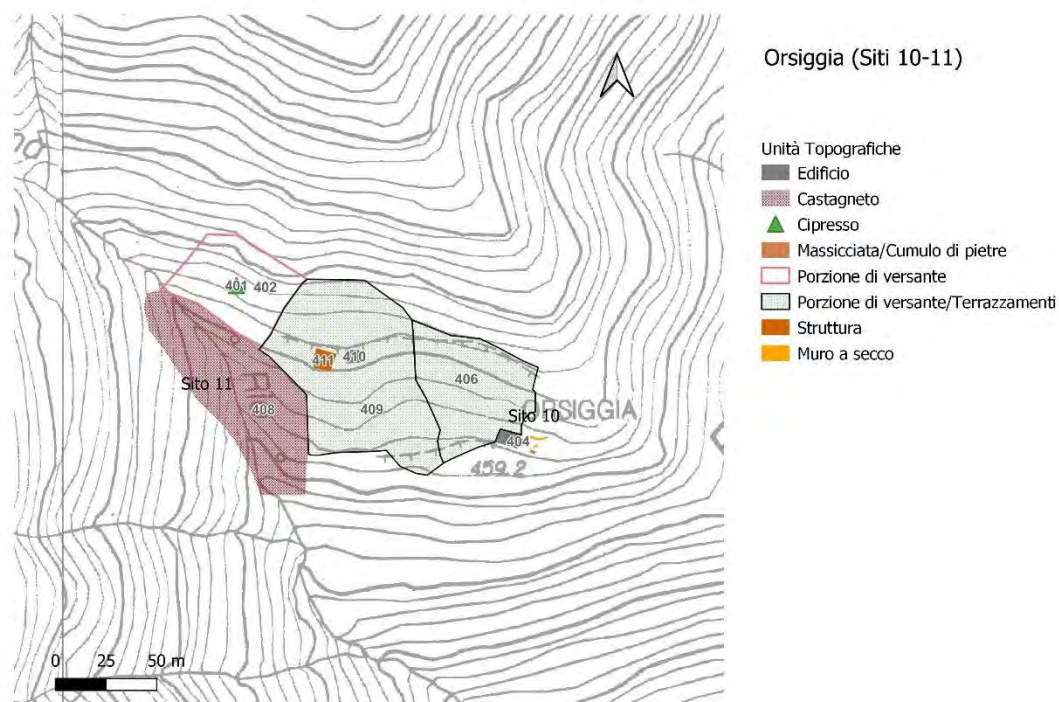 Orsiggia (Siti 10-11)
Unità Topografiche
Edificio
Castagneto
Cipresso
Massicciata/Cumulo di pietre
Porzione di versante
Porzione di versante/Terrazzamenti
Struttura
Muro a secco
401 402
411 410
406
Sito 11
408
409
Sito 10
ORSIGGIA
404
459.2
0 25 50 m